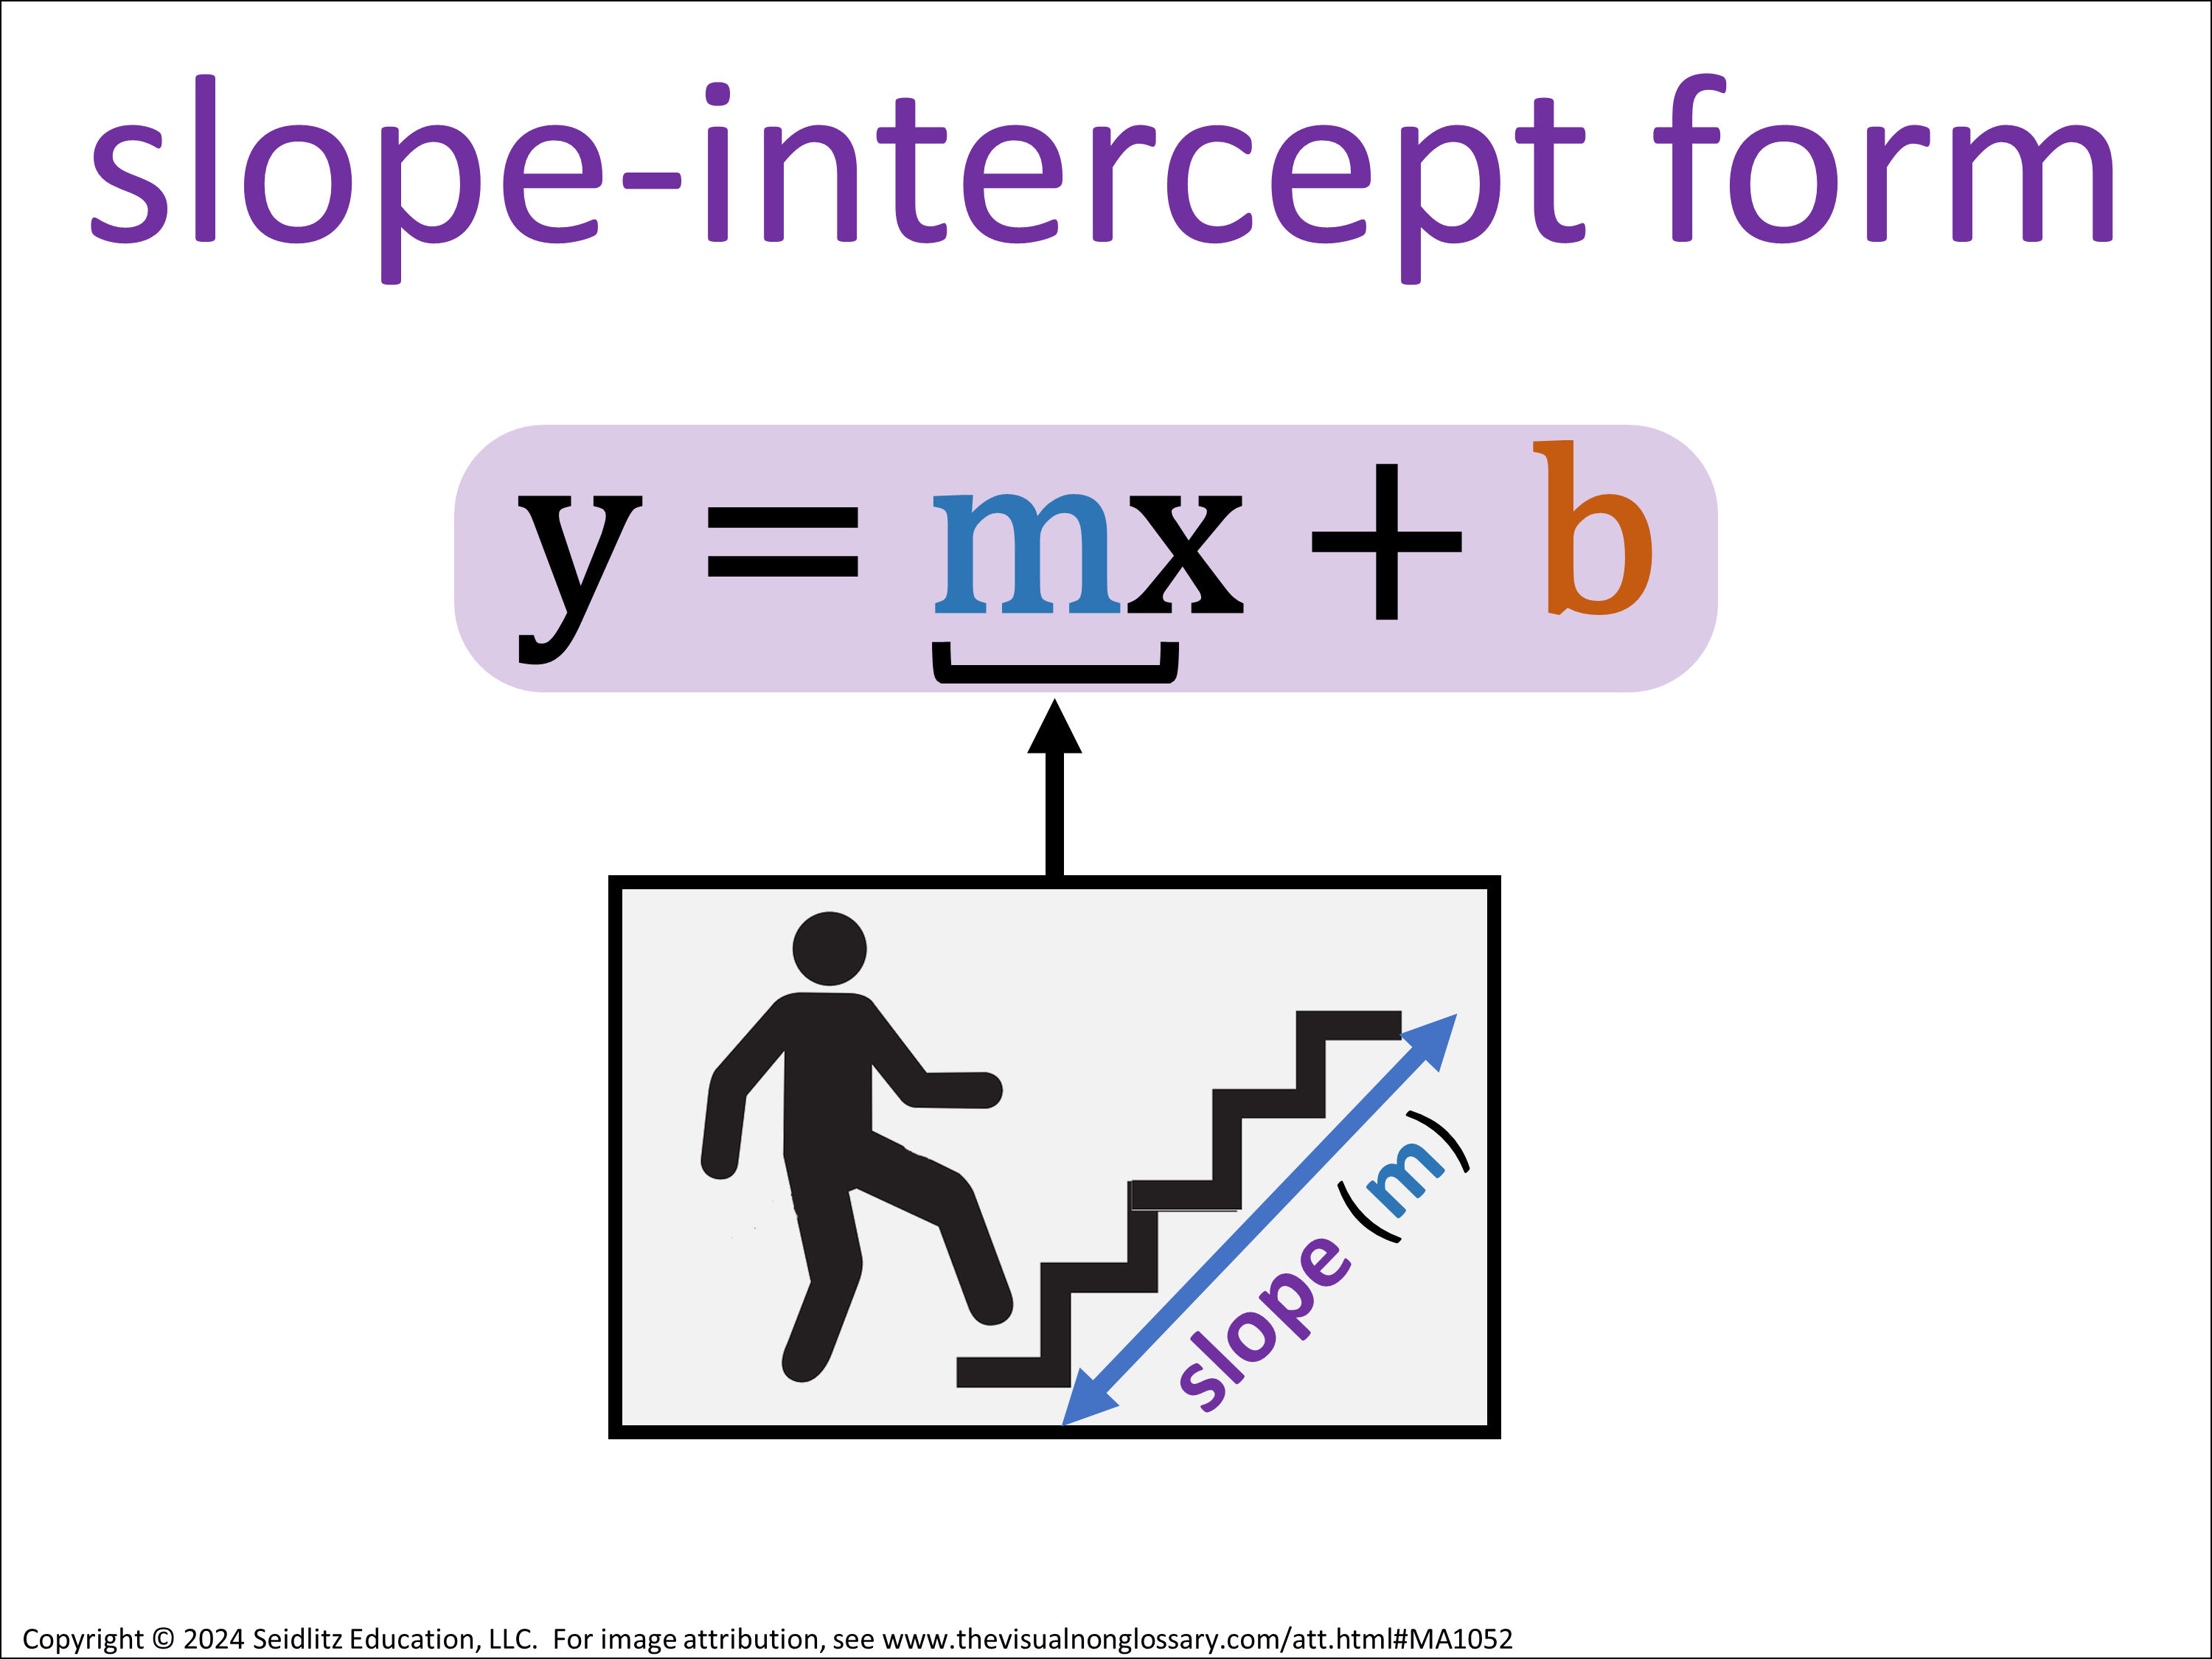 slope-intercept form
y = mx + b
slope (m)
Copyright © 2024 Seidlitz Education, LLC. For image attribution, see www.thevisualnonglossary.com/att.html#MA1052